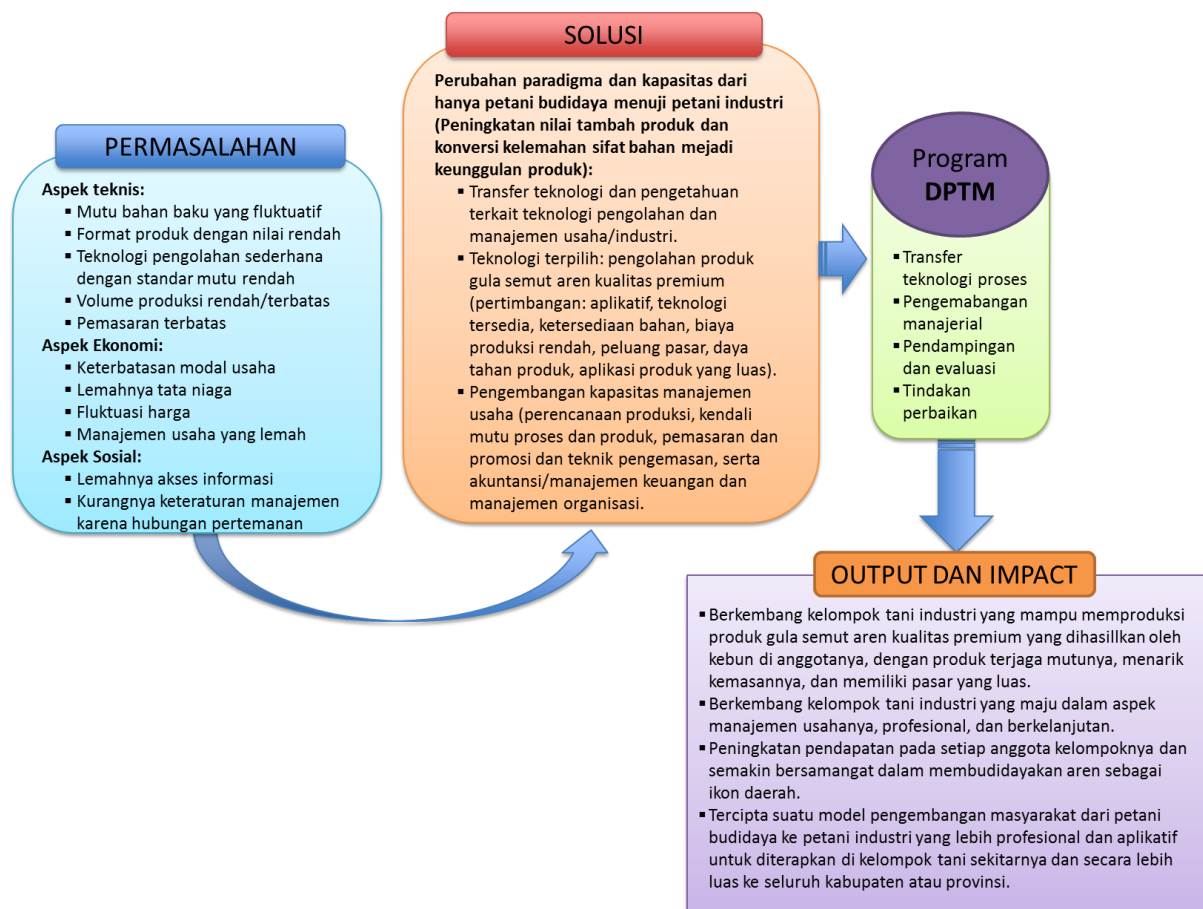 PERMASALAHAN
Aspek teknis:
▪ Mutu bahan baku yang fluktuatif
▪ Format produk dengan nilai rendah
▪ Teknologi pengolahan sederhana
dengan standar mutu rendah
▪ Volume produksi rendah/terbatas
▪ Pemasaran terbatas
Aspek Ekonomi:
▪ Keterbatasan modal usaha
▪ Lemahnya tata niaga
▪ Fluktuasi harga
▪ Manajemen usaha yang lemah
Aspek Sosial:
▪ Lemahnya akses informasi
▪ Kurangnya keteraturan manajemen
karena hubungan pertemanan
SOLUSI
Perubahan paradigma dan kapasitas dari
hanya petani budidaya menuji petani industri
(Peningkatan nilai tambah produk dan
konversi kelemahan sifat bahan mejadi
keunggulan produk):
▪ Transfer teknologi dan pengetahuan
terkait teknologi pengolahan dan
manajemen usaha/industri.
▪ Teknologi terpilih: pengolahan produk
gula semut aren kualitas premium
(pertimbangan: aplikatif, teknologi
tersedia, ketersediaan bahan, biaya
produksi rendah, peluang pasar, daya
tahan produk, aplikasi produk yang luas).
▪ Pengembangan kapasitas manajemen
usaha (perencanaan produksi, kendali
mutu proses dan produk, pemasaran dan
promosi dan teknik pengemasan, serta
akuntansi/manajemen keuangan dan
manajemen organisasi.
Program
DPTM
▪ Transfer
teknologi proses
▪ Pengemabangan
manajerial
▪ Pendampingan
dan evaluasi
▪ Tindakan
perbaikan
OUTPUT DAN IMPACT
▪ Berkembang kelompok tani industri yang mampu memproduksi
produk gula semut aren kualitas premium yang dihasillkan oleh
kebun di anggotanya, dengan produk terjaga mutunya, menarik
kemasannya, dan memiliki pasar yang luas.
▪ Berkembang kelompok tani industri yang maju dalam aspek
manajemen usahanya, profesional, dan berkelanjutan.
▪ Peningkatan pendapatan pada setiap anggota kelompoknya dan
semakin bersamangat dalam membudidayakan aren sebagai
ikon daerah.
▪ Tercipta suatu model pengembangan masyarakat dari petani
budidaya ke petani industri yang lebih profesional dan aplikatif
untuk diterapkan di kelompok tani sekitarnya dan secara lebih
luas ke seluruh kabupaten atau provinsi.